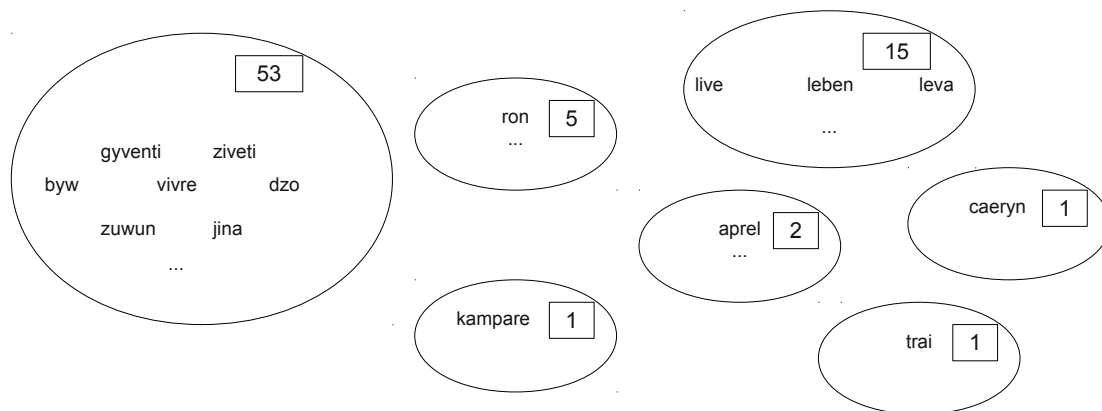 53
gyventi ziveti
byw vivre dzo
zuwun jina
...
ron 5
...
kampare 1
15
live leben leva
...
aprel 2
...
caeryn 1
trai 1